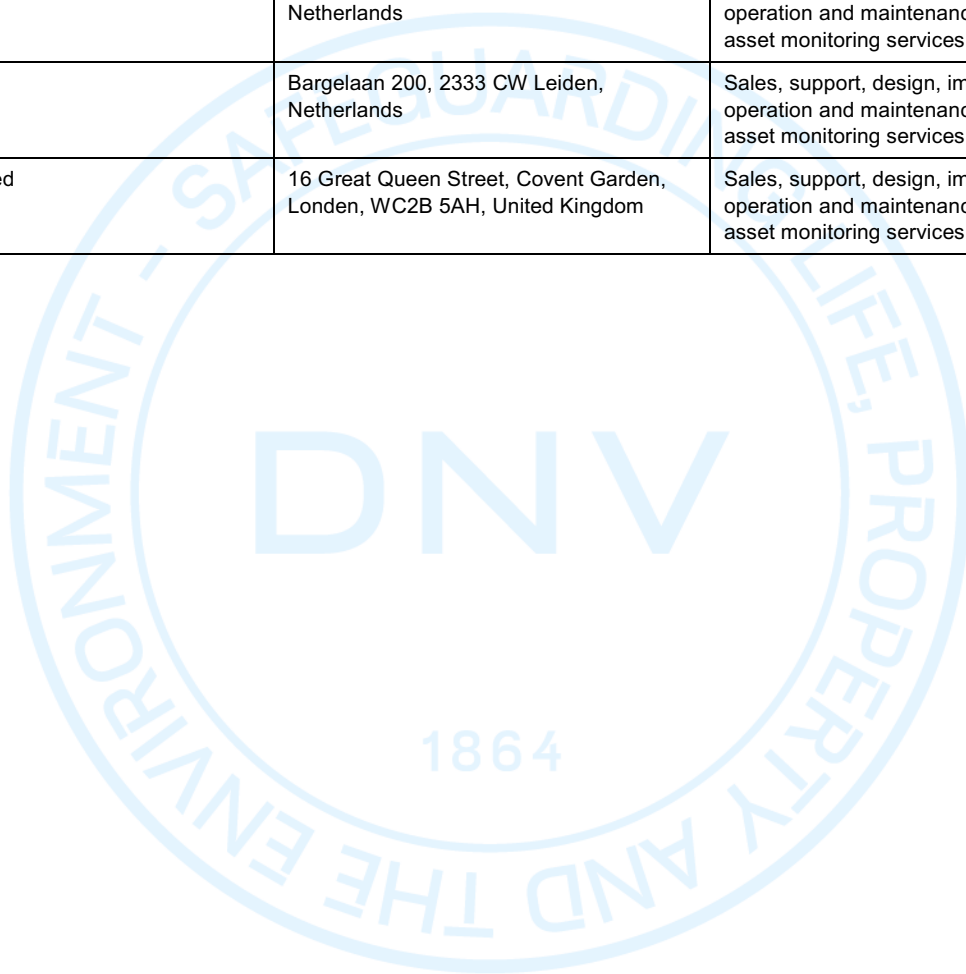 Netherlands
operation and maintenanc
asset monitoring services
Bargelaan 200, 2333 CW Leiden,
Netherlands
Sales, support, design, im
operation and maintenanc
asset monitoring services
ed
16 Great Queen Street, Covent Garden,
Londen, WC2B 5AH, United Kingdom
Sales, support, design, im
operation and maintenanc
asset monitoring services
SAFEGUARDING LIFE, PROPERTY AND THE ENVIRONMENT -
DNV
1864